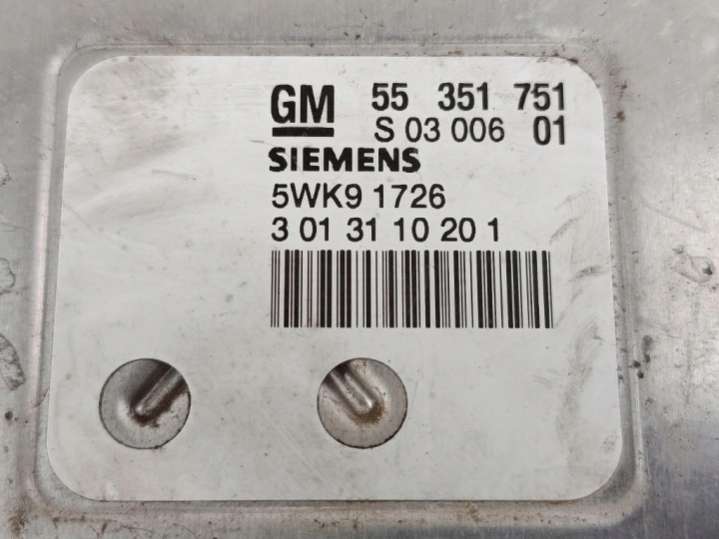 GM 55 351 751
S 03 006 01
SIEMENS
5WK9 1726
3 01 31 10 20 1